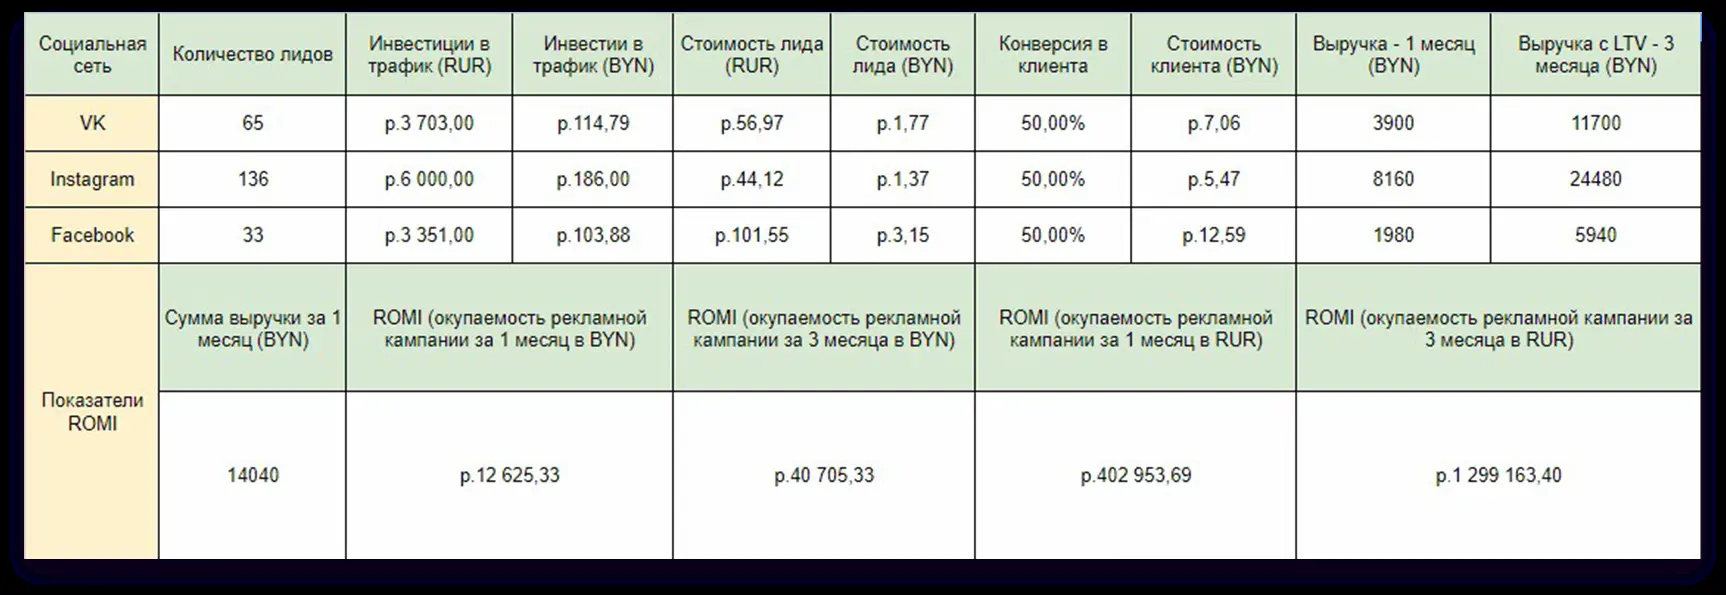 Социальная сеть
Количество лидов
Инвестиции в трафик (RUR)
Инвестии в трафик (BYN)
Стоимость лида (RUR)
Стоимость лида (BYN)
Конверсия в клиента
Стоимость клиента (BYN)
Выручка - 1 месяц (BYN)
Выручка с LTV - 3 месяца (BYN)
VK 65 р.3 703,00 р.114,79 р.56,97 р.1,77 50,00% р.7,06 3900 11700
Instagram 136 р.6 000,00 р.186,00 р.44,12 р.1,37 50,00% р.5,47 8160 24480
Facebook 33 р.3 351,00 р.103,88 р.101,55 р.3,15 50,00% р.12,59 1980 5940
Показатели ROMI
Сумма выручки за 1 месяц (BYN)
ROMI (окупаемость рекламной кампании за 1 месяц в BYN)
ROMI (окупаемость рекламной кампании за 3 месяца в BYN)
ROMI (окупаемость рекламной кампании за 1 месяц в RUR)
ROMI (окупаемость рекламной кампании за 3 месяца в RUR)
14040 р.12 625,33 р.40 705,33 р.402 953,69 р.1 299 163,40